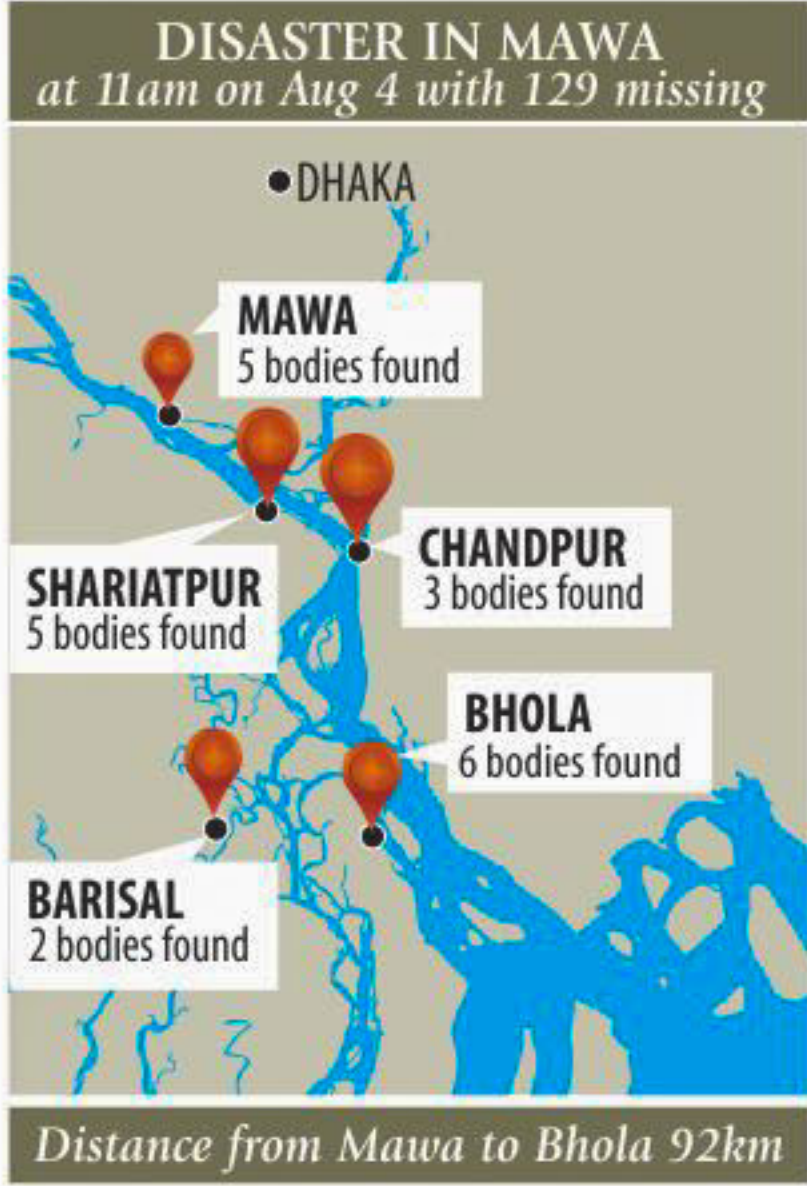 DISASTER IN MAWA
at 11am on Aug 4 with 129 missing
DHAKA
MAWA
5 bodies found
SHARIATPUR
5 bodies found
CHANDPUR
3 bodies found
BHOLA
6 bodies found
BARISAL
2 bodies found
Distance from Mawa to Bhola 92km